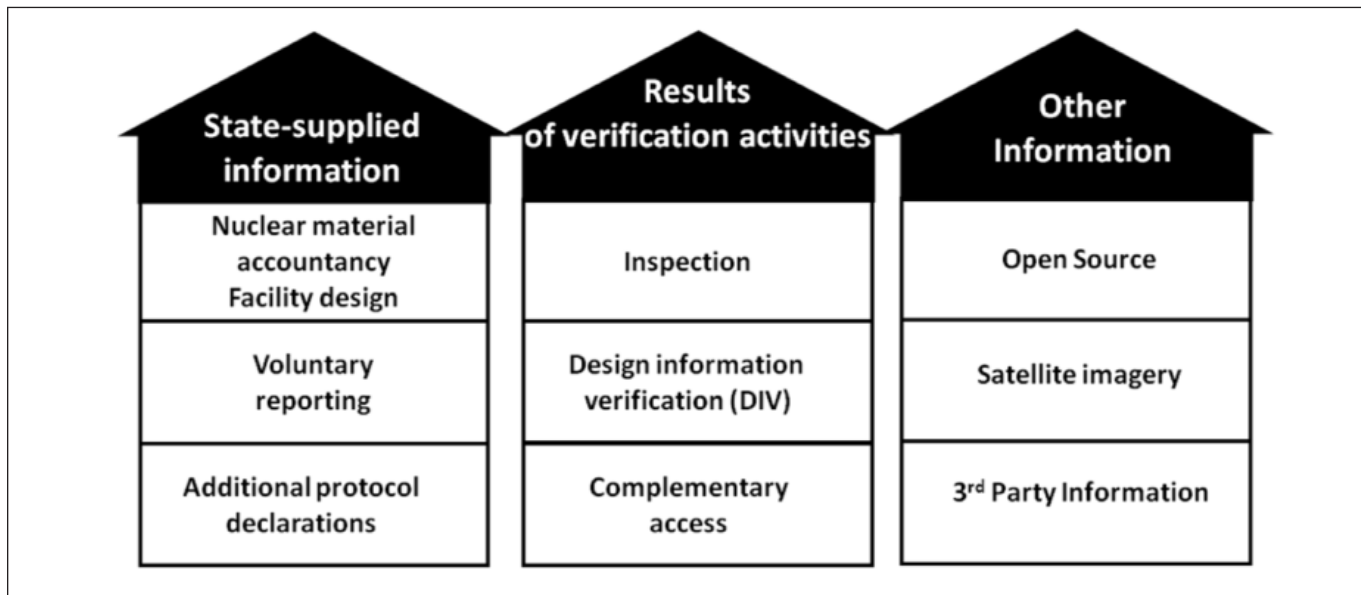 State-supplied
information
Nuclear material
accountancy
Facility design
Voluntary
reporting
Additional protocol
declarations
Results
of verification activities
Inspection
Design information
verification (DIV)
Complementary
access
Other
Information
Open Source
Satellite imagery
3rd Party Information